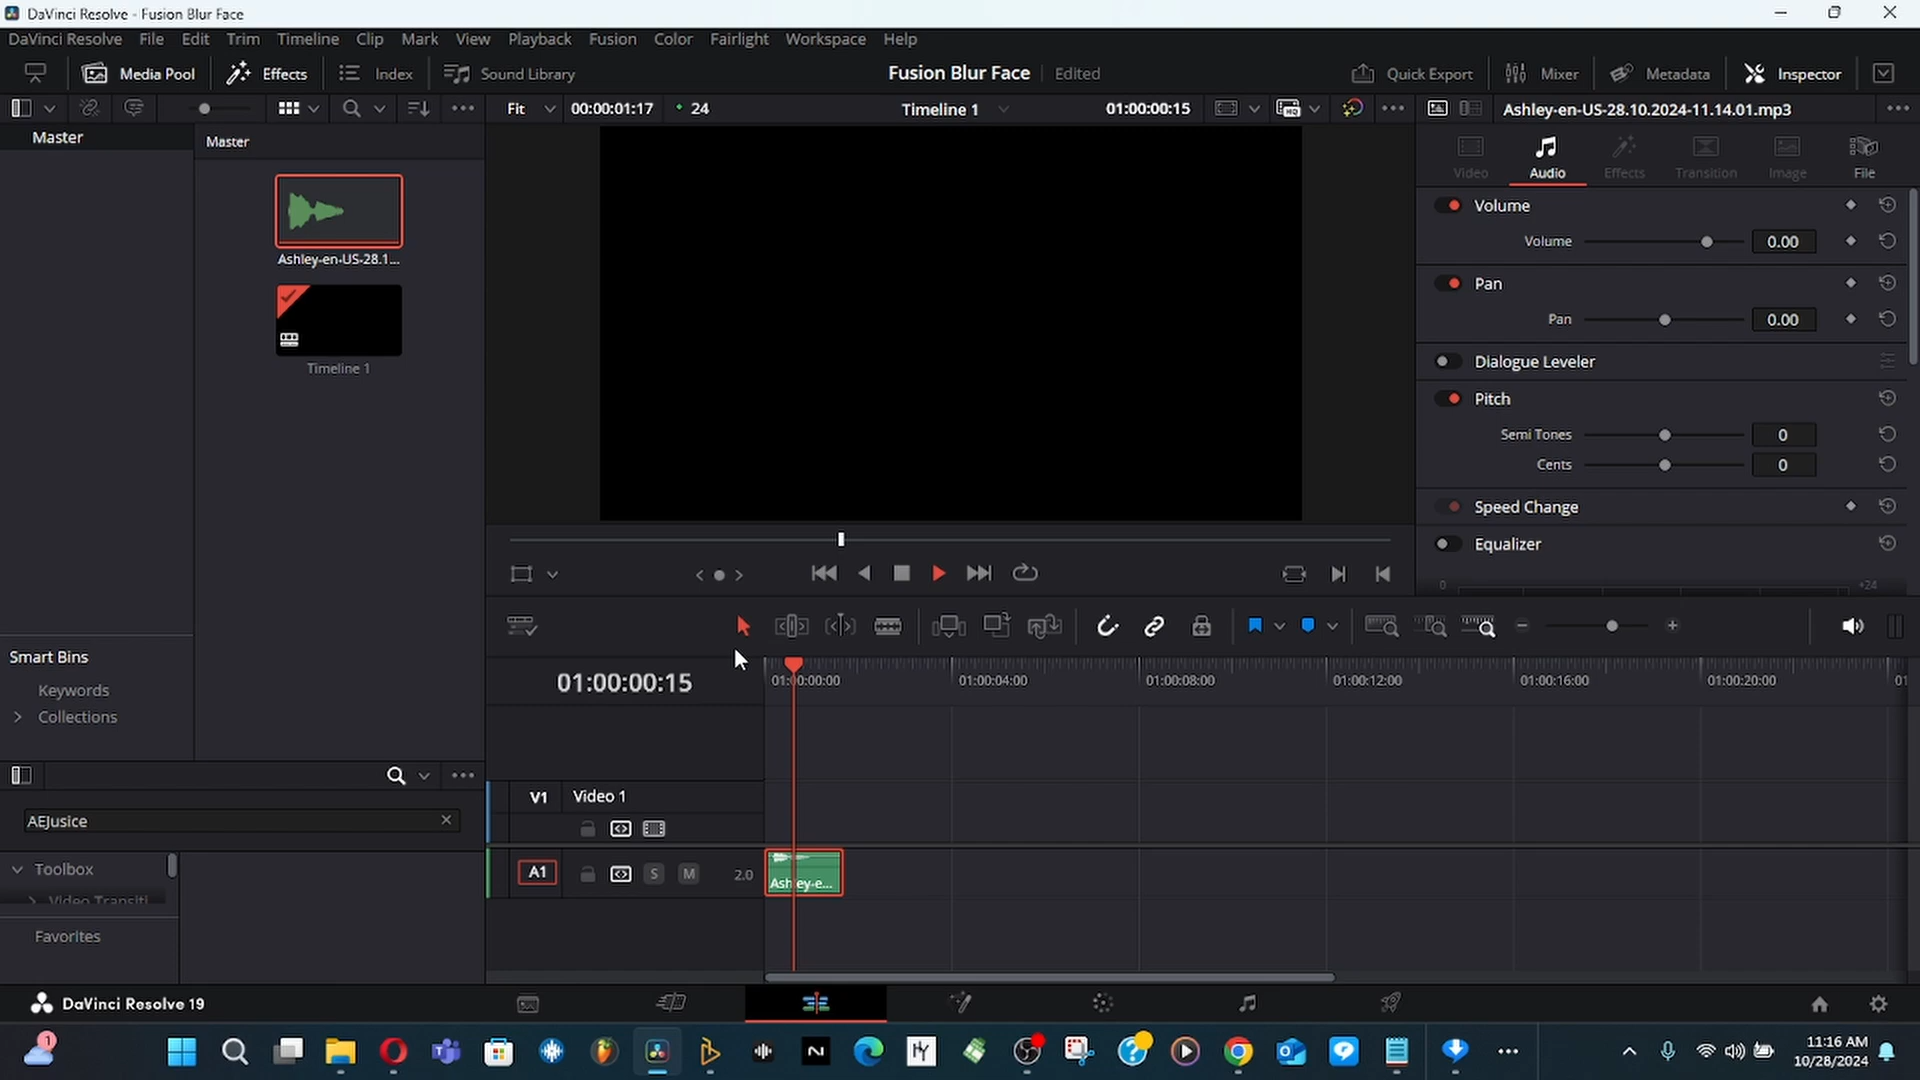 DaVinci Resolve - Fusion Blur Face
DaVinci Resolve File Edit Trim Timeline Clip Mark View Playback Fusion Color Fairlight Workspace Help
Media Pool Effects Index Sound Library Fusion Blur Face Edited Quick Export Mixer Metadata Inspector
Fit 00:00:01:17 24 Timeline 1 01:00:00:15 Ashley-en-US-28.10.2024-11.14.01.mp3
Master
Master
Video Audio Effects Transition Image File
Ashley-en-US-28.1...
Timeline 1
Volume
Volume 0.00
Pan
Pan 0.00
Dialogue Leveler
Pitch
Semi Tones 0
Cents 0
Speed Change
Equalizer
0 +24
01:00:00:15
01:00:00:00 01:00:04:00 01:00:08:00 01:00:12:00 01:00:16:00 01:00:20:00 01
Smart Bins
Keywords
Collections
AEJusice
Toolbox
Video Transiti
Favorites
V1 Video 1
A1 S M 2.0
Ashley-e...
DaVinci Resolve 19
1
11:16 AM
10/28/2024